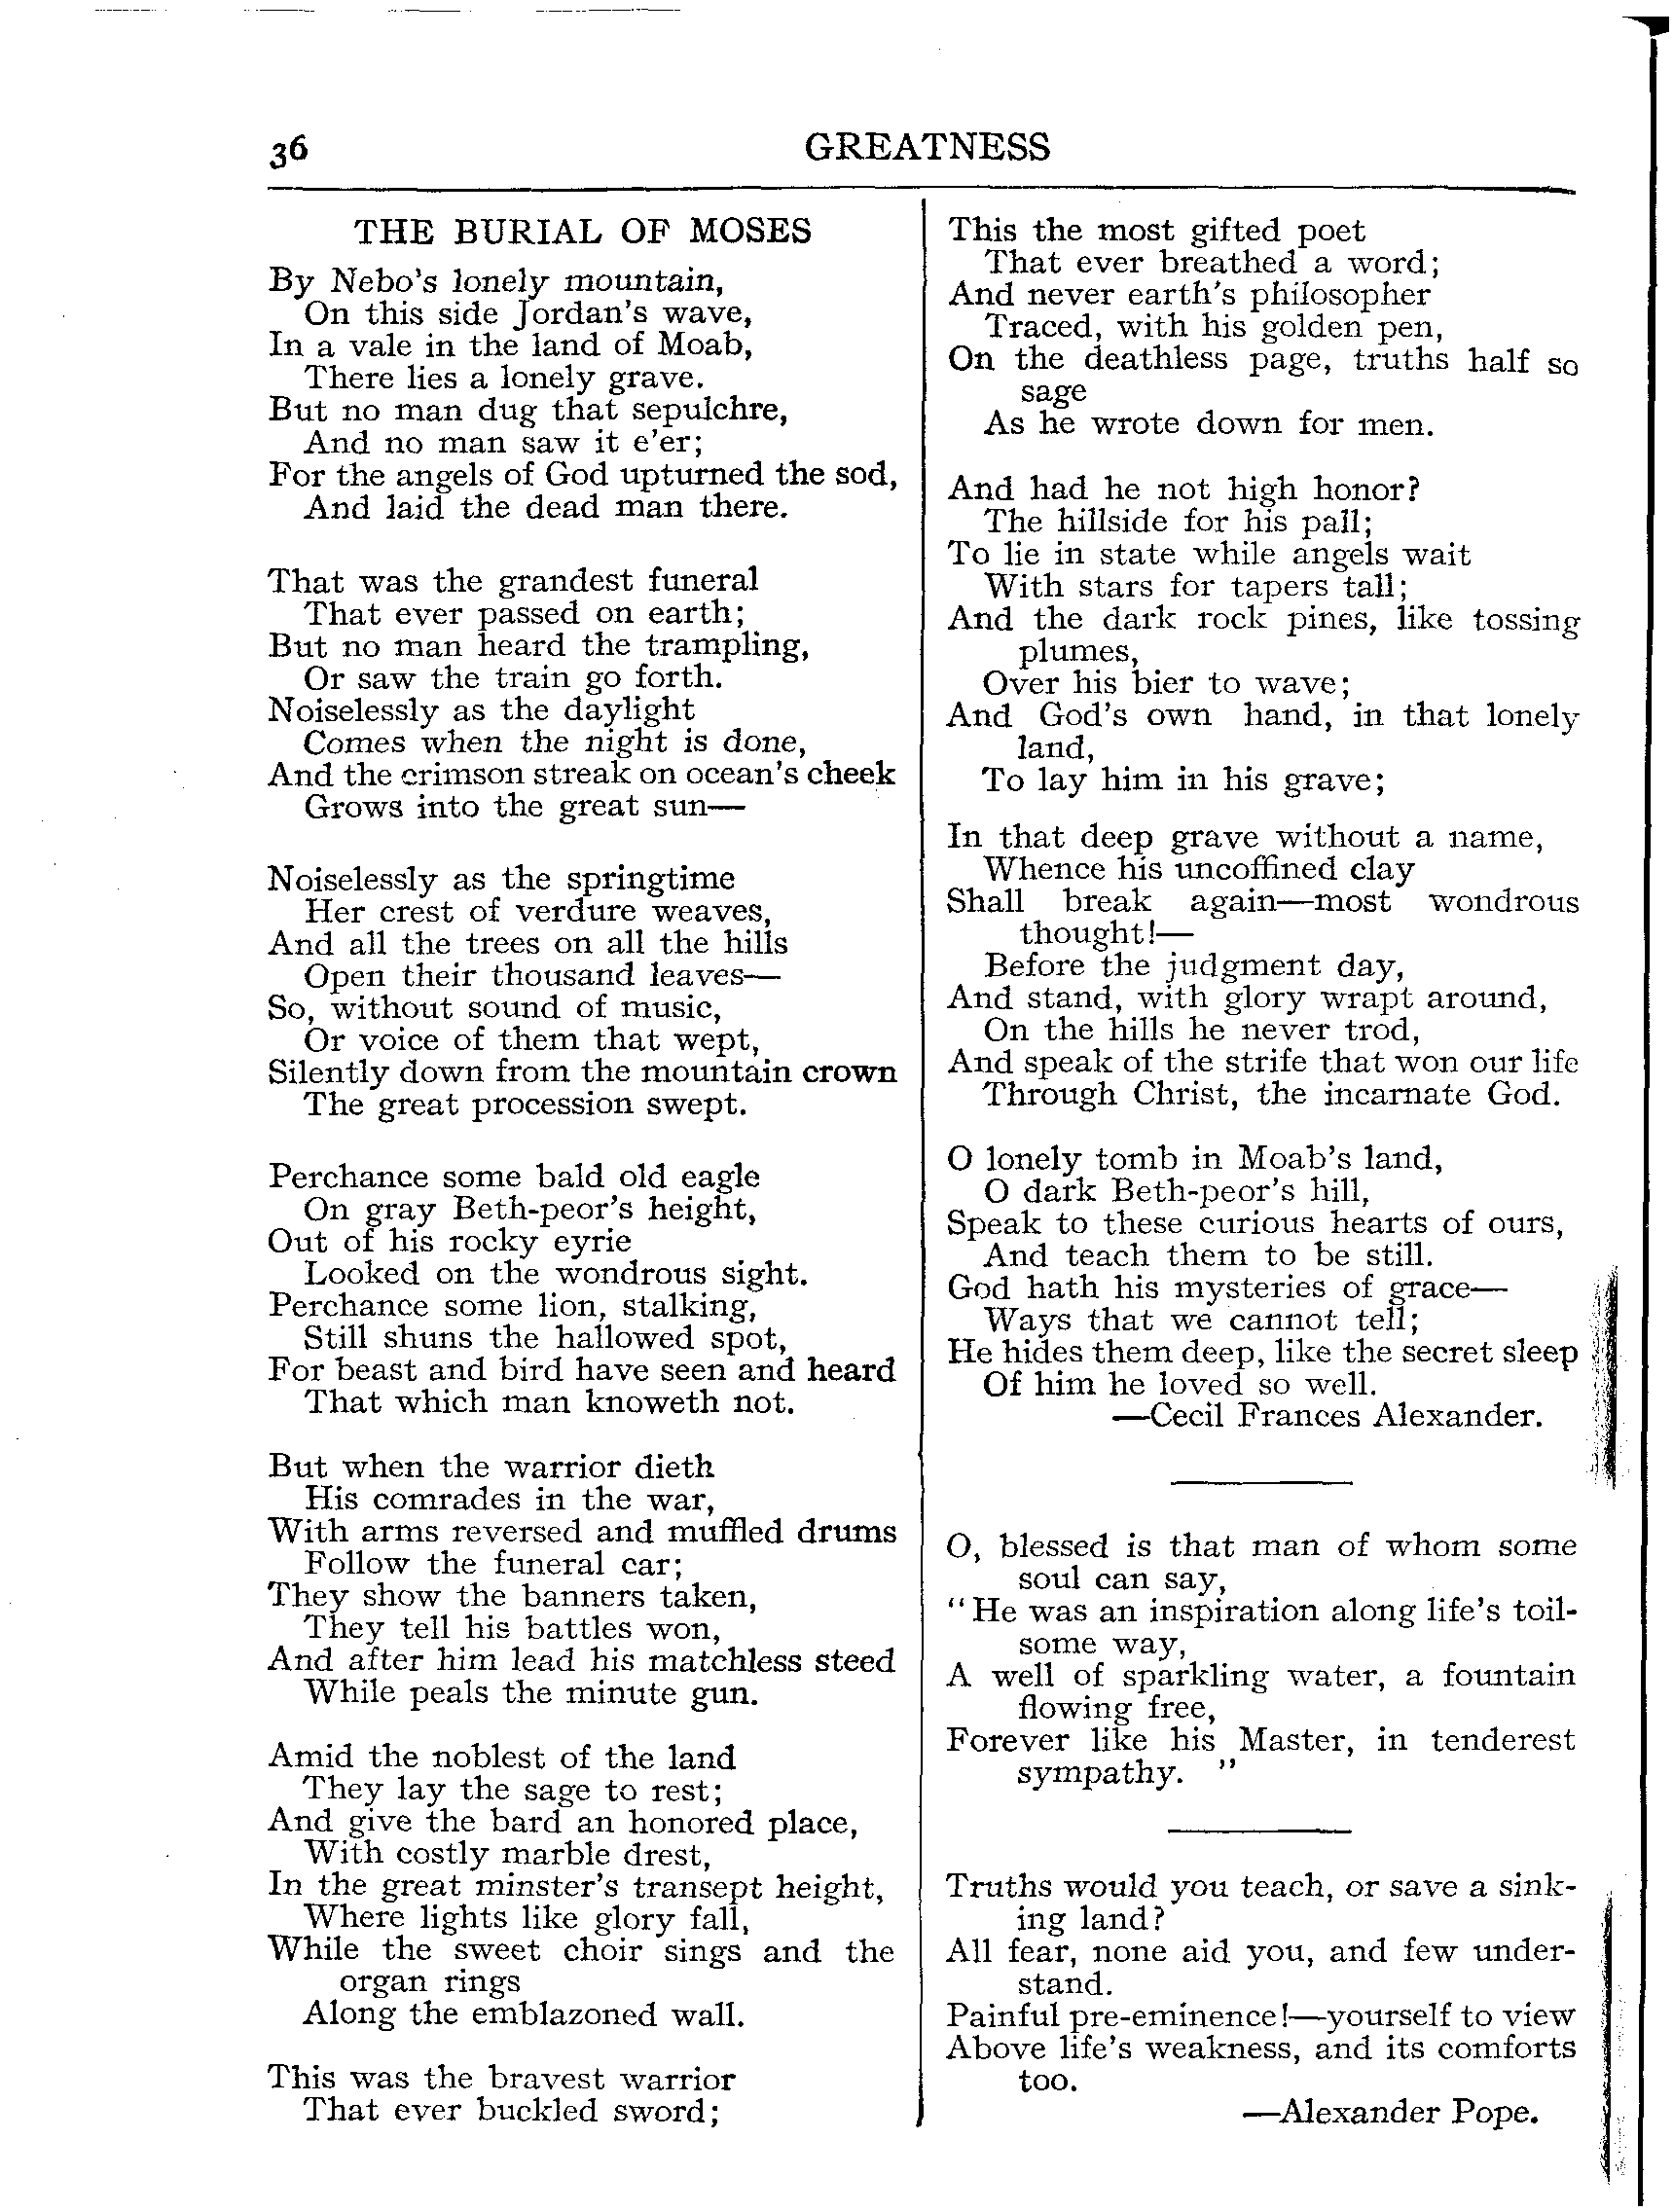 36
GREATNESS
THE BURIAL OF MOSES
By Nebo's lonely mountain,
On this side Jordan's wave,
In a vale in the land of Moab,
There lies a lonely grave.
But no man dug that sepulchre,
And no man saw it e'er;
For the angels of God upturned the sod,
And laid the dead man there.
That was the grandest funeral
That ever passed on earth;
But no man heard the trampling,
Or saw the train go forth.
Noiselessly as the daylight
Comes when the night is done,
And the crimson streak on ocean's cheek
Grows into the great sun—
Noiselessly as the springtime
Her crest of verdure weaves,
And all the trees on all the hills
Open their thousand leaves—
So, without sound of music,
Or voice of them that wept,
Silently down from the mountain crown
The great procession swept.
Perchance some bald old eagle
On gray Beth-peor's height,
Out of his rocky eyrie
Looked on the wondrous sight.
Perchance some lion, stalking,
Still shuns the hallowed spot,
For beast and bird have seen and heard
That which man knoweth not.
But when the warrior dieth
His comrades in the war,
With arms reversed and muffled drums
Follow the funeral car;
They show the banners taken,
They tell his battles won,
And after him lead his matchless steed
While peals the minute gun.
Amid the noblest of the land
They lay the sage to rest;
And give the bard an honored place,
With costly marble drest,
In the great minster's transept height,
Where lights like glory fall,
While the sweet choir sings and the
organ rings
Along the emblazoned wall.
This was the bravest warrior
That ever buckled sword;
This the most gifted poet
That ever breathed a word;
And never earth's philosopher
Traced, with his golden pen,
On the deathless page, truths half so
sage
As he wrote down for men.
And had he not high honor?
The hillside for his pall;
To lie in state while angels wait
With stars for tapers tall;
And the dark rock pines, like tossing
plumes,
Over his bier to wave;
And God's own hand, in that lonely
land,
To lay him in his grave;
In that deep grave without a name,
Whence his uncoffined clay
Shall break again—most wondrous
thought!—
Before the judgment day,
And stand, with glory wrapt around,
On the hills he never trod,
And speak of the strife that won our life
Through Christ, the incarnate God.
O lonely tomb in Moab's land,
O dark Beth-peor's hill,
Speak to these curious hearts of ours,
And teach them to be still.
God hath his mysteries of grace—
Ways that we cannot tell;
He hides them deep, like the secret sleep
Of him he loved so well.
—Cecil Frances Alexander.
O, blessed is that man of whom some
soul can say,
"He was an inspiration along life's toil-
some way,
A well of sparkling water, a fountain
flowing free,
Forever like his Master, in tenderest
sympathy. "
Truths would you teach, or save a sink-
ing land?
All fear, none aid you, and few under-
stand.
Painful pre-eminence!—yourself to view
Above life's weakness, and its comforts
too.
—Alexander Pope.